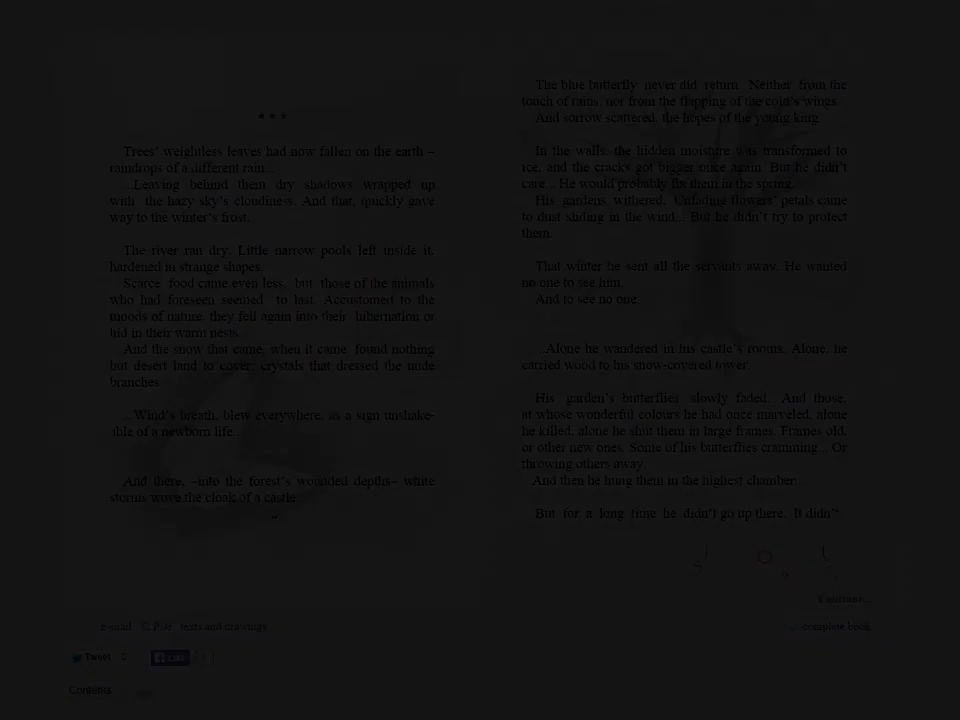 * * *
Trees' weightless leaves had now fallen on the earth –
raindrops of a different rain...
...Leaving behind them dry shadows wrapped up
with the hazy sky's cloudiness. And that, quickly gave
way to the winter's frost.
The river ran dry. Little narrow pools left inside it,
hardened in strange shapes.
Scarce food came even less, but those of the animals
who had foreseen seemed to last. Accustomed to the
moods of nature, they fell again into their hibernation or
hid in their warm nests.
And the snow that came, when it came found nothing
but desert land to cover; crystals that dressed the nude
branches.
...Wind's breath, blew everywhere, as a sign unshake-
able of a newborn life...
And there, –into the forest's wounded depths– white
storms wove the cloak of a castle.
The blue butterfly never did return. Neither from the
touch of rains, nor from the flapping of the cold's wings.
And sorrow scattered, the hopes of the young king.
In the walls, the hidden moisture was transformed to
ice, and the cracks got bigger once again. But he didn't
care... He would probably fix them in the spring.
His gardens withered. Unfading flowers' petals came
to dust sliding in the wind... But he didn't try to protect
them.
That winter he sent all the servants away. He wanted
no one to see him.
And to see no one.
...Alone he wandered in his castle's rooms. Alone, he
carried wood to his snow-covered tower.
His garden's butterflies slowly faded. And those,
at whose wonderful colours he had once marveled, alone
he killed, alone he shut them in large frames. Frames old,
or other new ones. Some of his butterflies cramming... Or
throwing others away.
And then he hung them in the highest chamber.
But for a long time he didn't go up there. It didn't
Continue...
texts and drawings
complete book
Tweet
Like
Contents